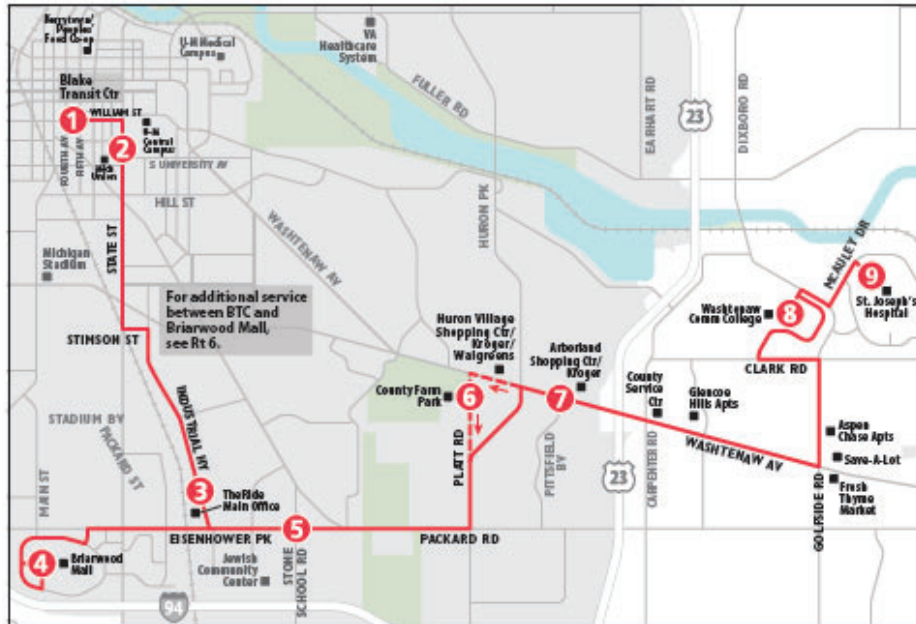 Blake
Transit Ctr
1
WILLIAM ST
2
U-M
Central
Campus
U-M Medical
Campus
VA
Healthcare
System
FULLER RD
EARHART RD
23
DIXBORO RD
FOURTH AV
FIFTH AV
Union
S UNIVERSITY AV
HILL ST
STATE ST
WASHTENAW AV
HURON PK
Michigan
Stadium
For additional service
between BTC and
Briarwood Mall,
see Rt 6.
STIMSON ST
INDUSTRIAL HY
STADIUM BV
PACKARD ST
MAIN ST
Huron Village
Shopping Ctr/
Kroger/
Walgreens
Arborland
Shopping Ctr/
Kroger
County Farm
Park
6
7
PLATT RD
PITTSFIELD
BV
McAULEY DR
9
St. Joseph's
Hospital
Washtenaw
Comm College
8
CLARK RD
County
Service
Ctr
Glencoe
Hills Apts
WASHTENAW AV
Aspen
Chase Apts
Save-A-Lot
Fresh
Thyme
Market
23
CARPENTER RD
GOLFSIDE RD
3
TheRide
Main Office
5
EISENHOWER PK
PACKARD RD
4
Briarwood
Mall
Jewish
Community
Center
STONE
SCHOOL RD
94